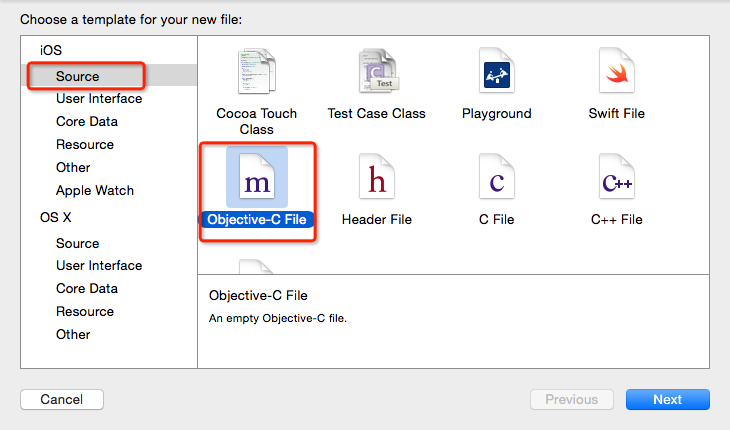 Choose a template for your new file:
iOS
Source
User Interface
Core Data
Resource
Other
Apple Watch
OS X
Source
User Interface
Core Data
Resource
Other
Cocoa Touch
Class
Test
Test Case Class
Playground
Swift File
m
Objective-C File
h
Header File
c
C File
C++
C++ File
Objective-C File
An empty Objective-C file.
Cancel
Previous
Next